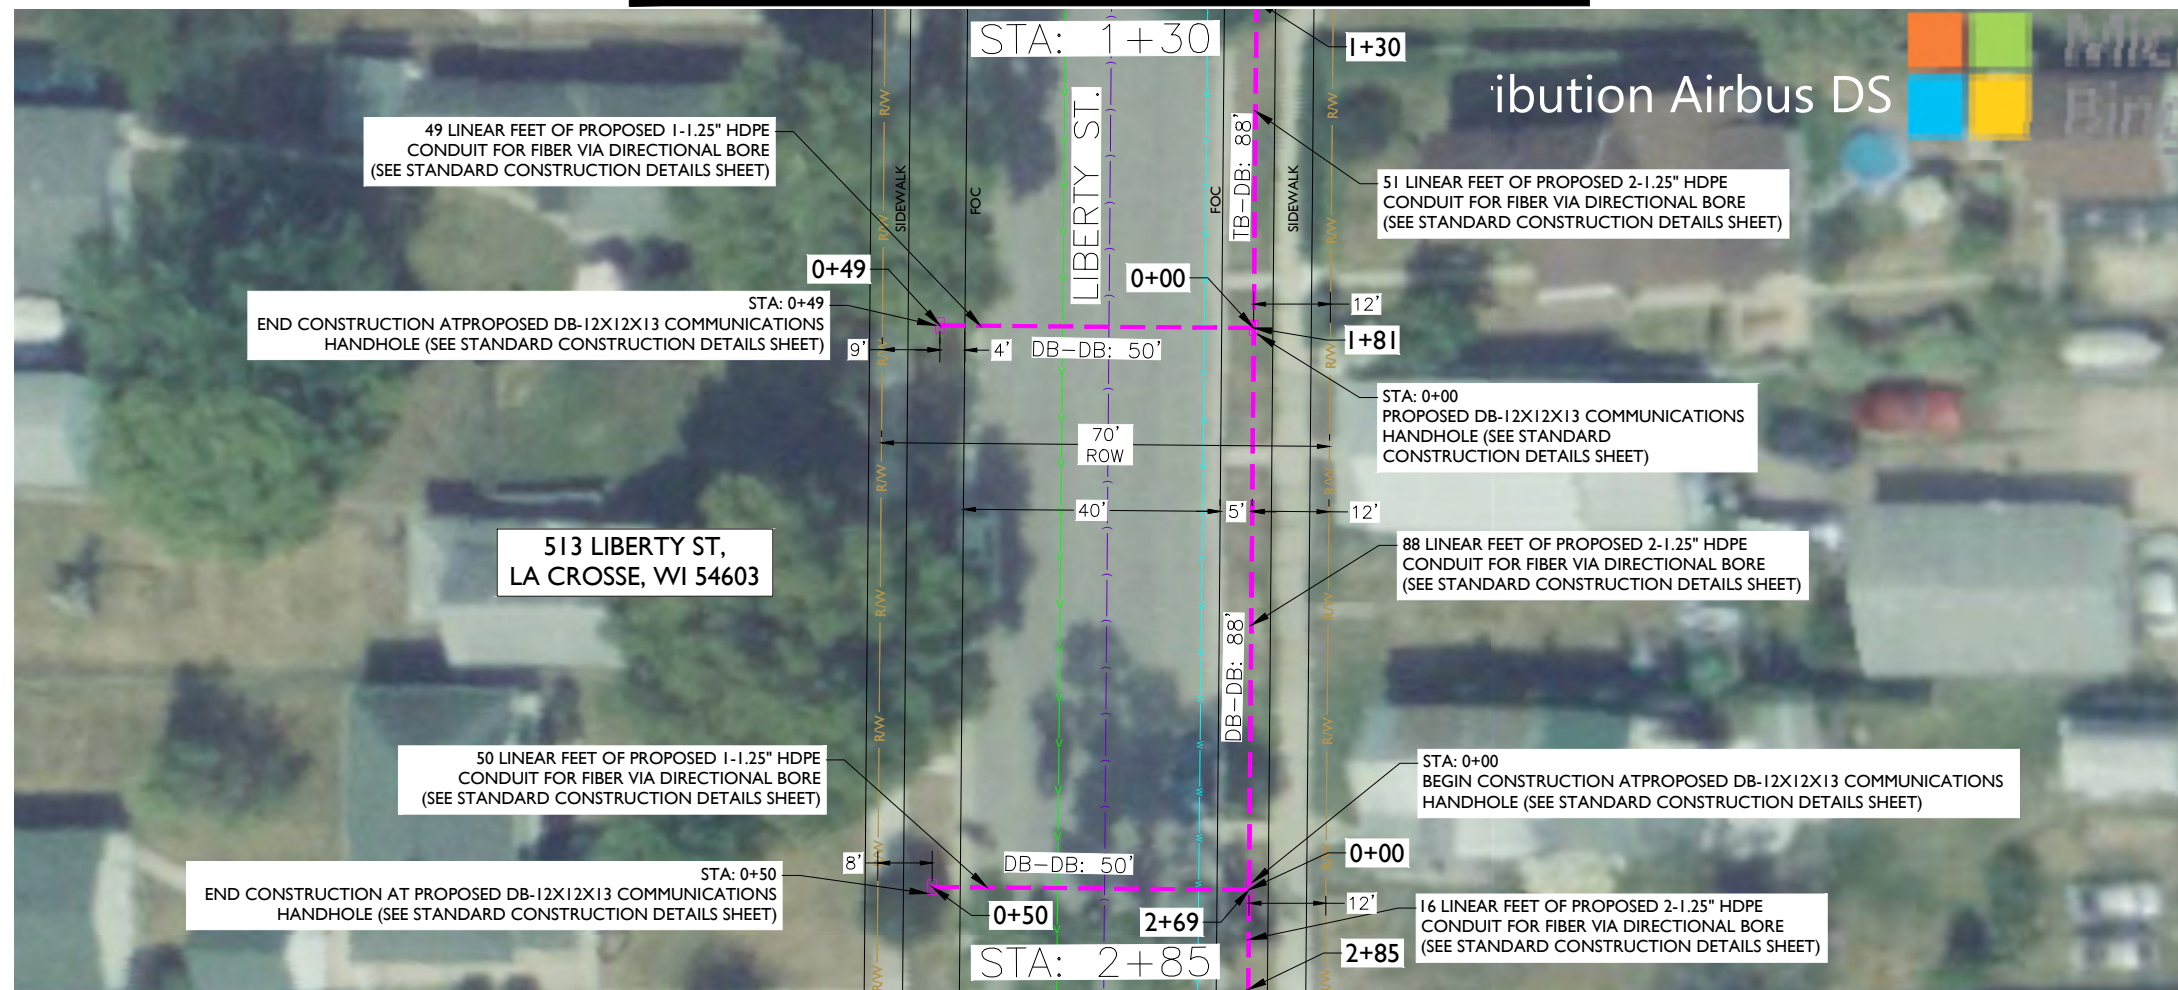 STA: 1+30
1+30
ibution Airbus DS
49 LINEAR FEET OF PROPOSED 1-1.25" HDPE
CONDUIT FOR FIBER VIA DIRECTIONAL BORE
(SEE STANDARD CONSTRUCTION DETAILS SHEET)
R/W
SIDEWALK
FOC
LIBERTY ST.
FOC
TB-DB: 88'
SIDEWALK
R/W
51 LINEAR FEET OF PROPOSED 2-1.25" HDPE
CONDUIT FOR FIBER VIA DIRECTIONAL BORE
(SEE STANDARD CONSTRUCTION DETAILS SHEET)
R/W
R/W
0+49
0+00
STA: 0+49
END CONSTRUCTION ATPROPOSED DB-12X12X13 COMMUNICATIONS
HANDHOLE (SEE STANDARD CONSTRUCTION DETAILS SHEET)
12'
1+81
9'
R/W
4'
DB-DB: 50'
R/W
STA: 0+00
PROPOSED DB-12X12X13 COMMUNICATIONS
HANDHOLE (SEE STANDARD
CONSTRUCTION DETAILS SHEET)
70'
ROW
R/W
R/W
40'
5'
12'
513 LIBERTY ST,
LA CROSSE, WI 54603
88 LINEAR FEET OF PROPOSED 2-1.25" HDPE
CONDUIT FOR FIBER VIA DIRECTIONAL BORE
(SEE STANDARD CONSTRUCTION DETAILS SHEET)
R/W
R/W
DB-DB: 88'
R/W
R/W
50 LINEAR FEET OF PROPOSED 1-1.25" HDPE
CONDUIT FOR FIBER VIA DIRECTIONAL BORE
(SEE STANDARD CONSTRUCTION DETAILS SHEET)
STA: 0+00
BEGIN CONSTRUCTION ATPROPOSED DB-12X12X13 COMMUNICATIONS
HANDHOLE (SEE STANDARD CONSTRUCTION DETAILS SHEET)
8'
R/W
DB-DB: 50'
0+00
R/W
STA: 0+50
END CONSTRUCTION AT PROPOSED DB-12X12X13 COMMUNICATIONS
HANDHOLE (SEE STANDARD CONSTRUCTION DETAILS SHEET)
0+50
2+69
12'
16 LINEAR FEET OF PROPOSED 2-1.25" HDPE
CONDUIT FOR FIBER VIA DIRECTIONAL BORE
(SEE STANDARD CONSTRUCTION DETAILS SHEET)
STA: 2+85
2+85
R/W
R/W